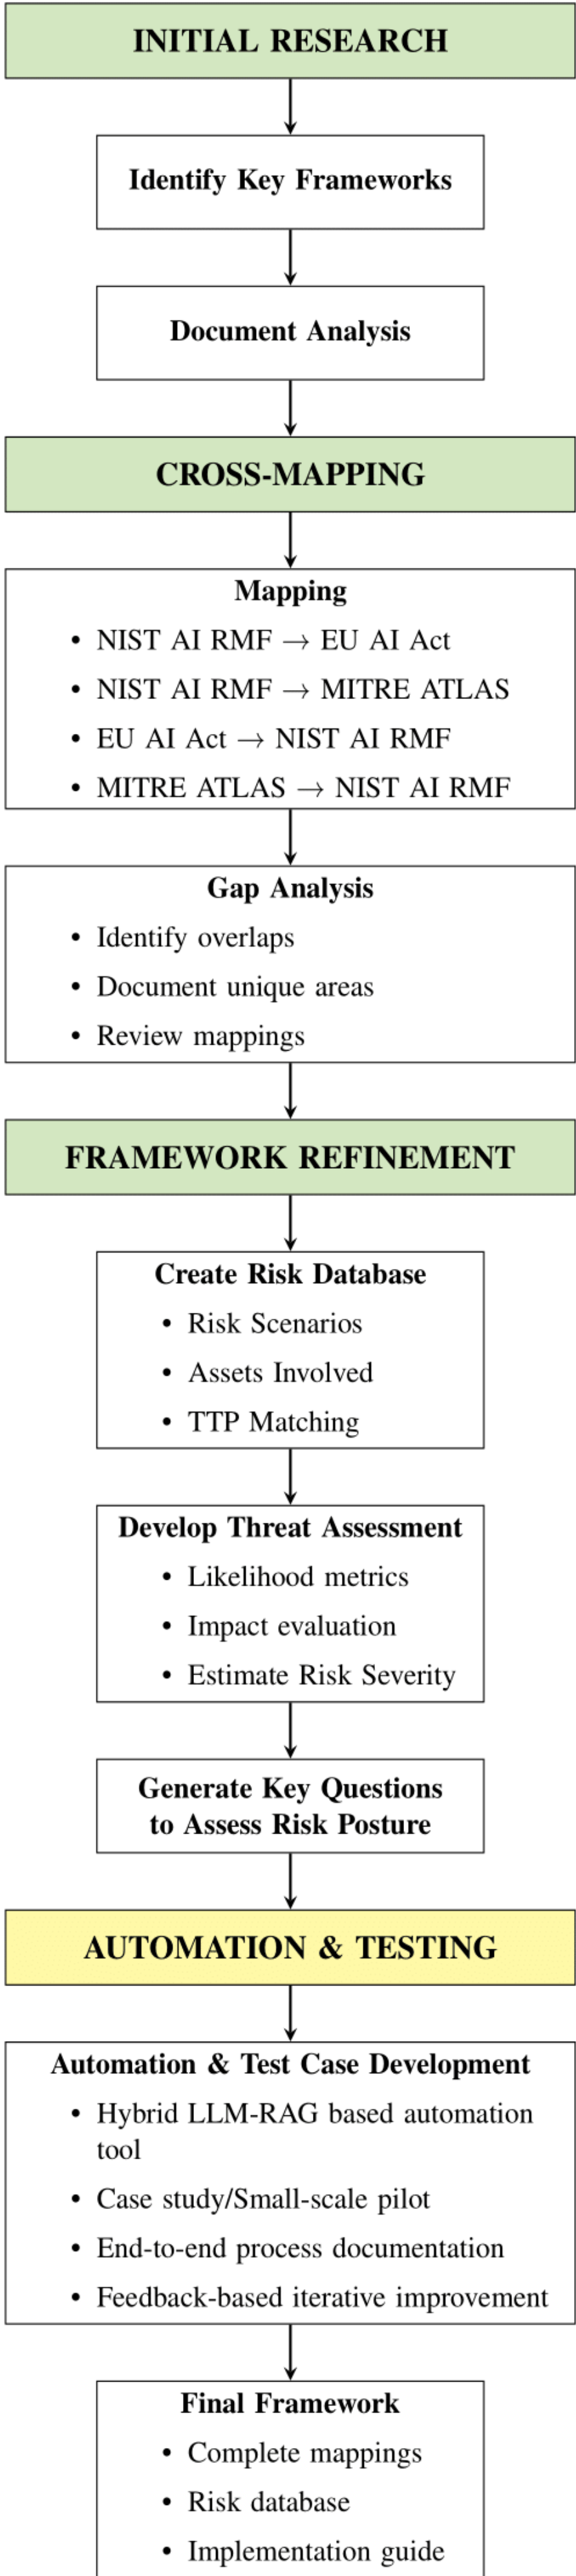 INITIAL RESEARCH
Identify Key Frameworks
Document Analysis
CROSS-MAPPING
Mapping
• NIST AI RMF → EU AI Act
• NIST AI RMF → MITRE ATLAS
• EU AI Act → NIST AI RMF
• MITRE ATLAS → NIST AI RMF
Gap Analysis
• Identify overlaps
• Document unique areas
• Review mappings
FRAMEWORK REFINEMENT
Create Risk Database
• Risk Scenarios
• Assets Involved
• TTP Matching
Develop Threat Assessment
• Likelihood metrics
• Impact evaluation
• Estimate Risk Severity
Generate Key Questions
to Assess Risk Posture
AUTOMATION & TESTING
Automation & Test Case Development
• Hybrid LLM-RAG based automation
tool
• Case study/Small-scale pilot
• End-to-end process documentation
• Feedback-based iterative improvement
Final Framework
• Complete mappings
• Risk database
• Implementation guide